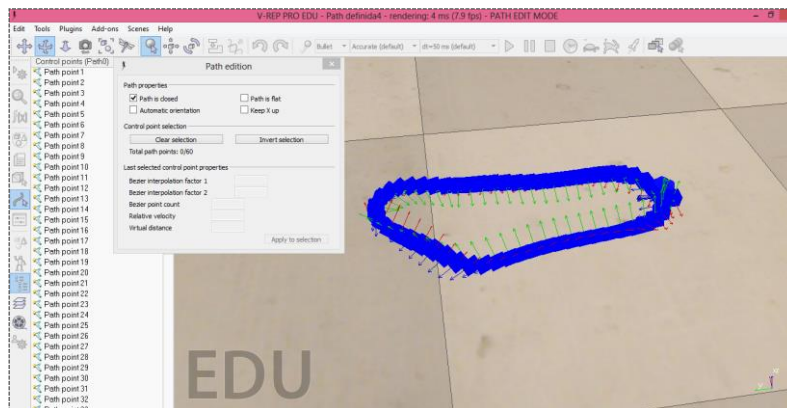 V-REP PRO EDU - Path definida4 - rendering: 4 ms (7.9 fps) - PATH EDIT MODE
Edit Tools Plugins Add-ons Scenes Help
Bullet Accurate (default) dt=50 ms (default)
Control points (Path0)
Path point 1
Path point 2
Path point 3
Path point 4
Path point 5
Path point 6
Path point 7
Path point 8
Path point 9
Path point 10
Path point 11
Path point 12
Path point 13
Path point 14
Path point 15
Path point 16
Path point 17
Path point 18
Path point 19
Path point 20
Path point 21
Path point 22
Path point 23
Path point 24
Path point 25
Path point 26
Path point 27
Path point 28
Path point 29
Path point 30
Path point 31
Path point 32
Path edition
Path properties
Path is closed Path is flat
Automatic orientation Keep X up
Control point selection
Clear selection Invert selection
Total path points: 0/60
Last selected control point properties
Bezier interpolation factor 1
Bezier interpolation factor 2
Bezier point count
Relative velocity
Virtual distance
Apply to selection
EDU